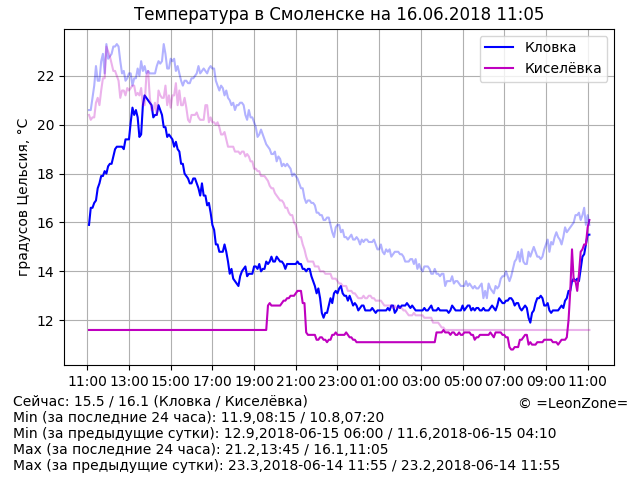 Температура в Смоленске на 16.06.2018 11:05
Кловка
Киселёвка
градусов Цельсия, °C
22
20
18
16
14
12
11:00 13:00 15:00 17:00 19:00 21:00 23:00 01:00 03:00 05:00 07:00 09:00 11:00
Сейчас: 15.5 / 16.1 (Кловка / Киселёвка)
© =LeonZone=
Min (за последние 24 часа): 11.9,08:15 / 10.8,07:20
Min (за предыдущие сутки): 12.9,2018-06-15 06:00 / 11.6,2018-06-15 04:10
Max (за последние 24 часа): 21.2,13:45 / 16.1,11:05
Max (за предыдущие сутки): 23.3,2018-06-14 11:55 / 23.2,2018-06-14 11:55